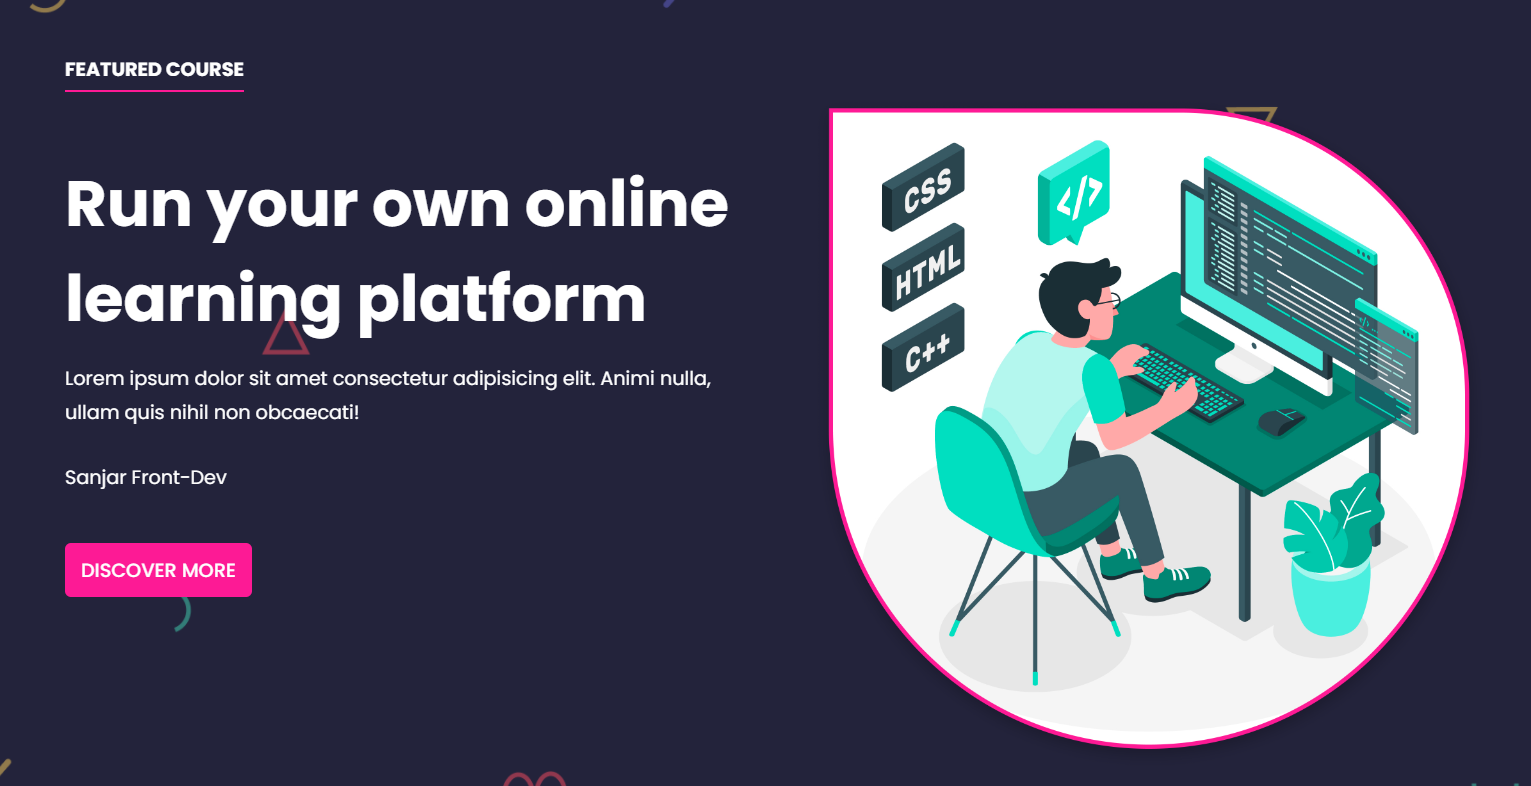 FEATURED COURSE
Run your own online
learning platform
Lorem ipsum dolor sit amet consectetur adipisicing elit. Animi nulla,
ullam quis nihil non obcaecati!
Sanjar Front-Dev
DISCOVER MORE
CSS
</>
HTML
C++